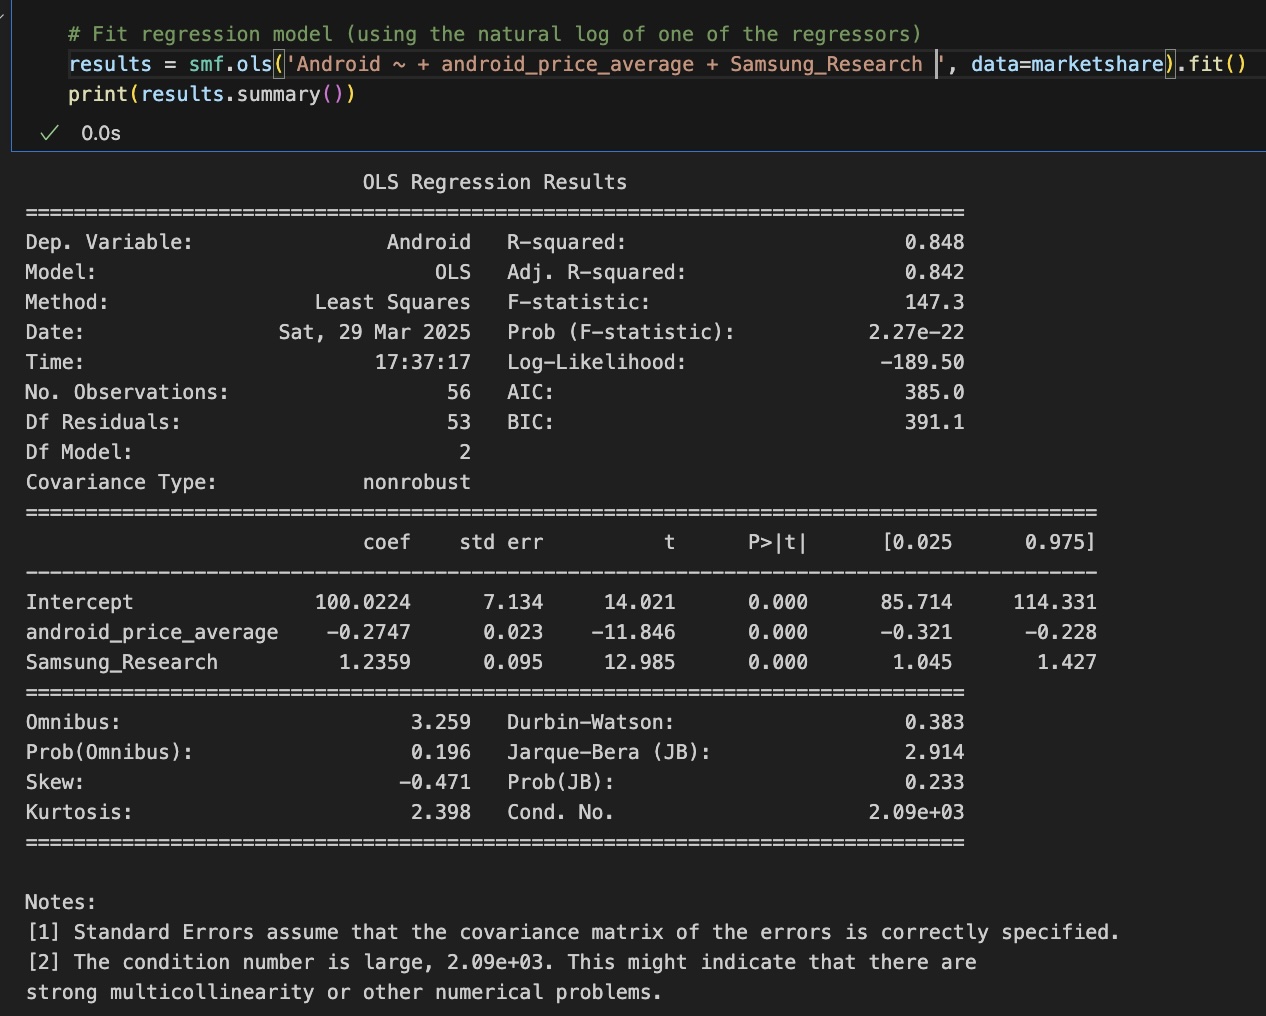 # Fit regression model (using the natural log of one of the regressors)
results = smf.ols('Android ~ + android_price_average + Samsung_Research ', data=marketshare).fit()
print(results.summary())
✓ 0.0s
OLS Regression Results
==============================================================================
Dep. Variable: Android R-squared: 0.848
Model: OLS Adj. R-squared: 0.842
Method: Least Squares F-statistic: 147.3
Date: Sat, 29 Mar 2025 Prob (F-statistic): 2.27e-22
Time: 17:37:17 Log-Likelihood: -189.50
No. Observations: 56 AIC: 385.0
Df Residuals: 53 BIC: 391.1
Df Model: 2
Covariance Type: nonrobust
=========================================================================================
coef std err t P>|t| [0.025 0.975]
-----------------------------------------------------------------------------------------
Intercept 100.0224 7.134 14.021 0.000 85.714 114.331
android_price_average -0.2747 0.023 -11.846 0.000 -0.321 -0.228
Samsung_Research 1.2359 0.095 12.985 0.000 1.045 1.427
==============================================================================
Omnibus: 3.259 Durbin-Watson: 0.383
Prob(Omnibus): 0.196 Jarque-Bera (JB): 2.914
Skew: -0.471 Prob(JB): 0.233
Kurtosis: 2.398 Cond. No. 2.09e+03
==============================================================================
Notes:
[1] Standard Errors assume that the covariance matrix of the errors is correctly specified.
[2] The condition number is large, 2.09e+03. This might indicate that there are
strong multicollinearity or other numerical problems.